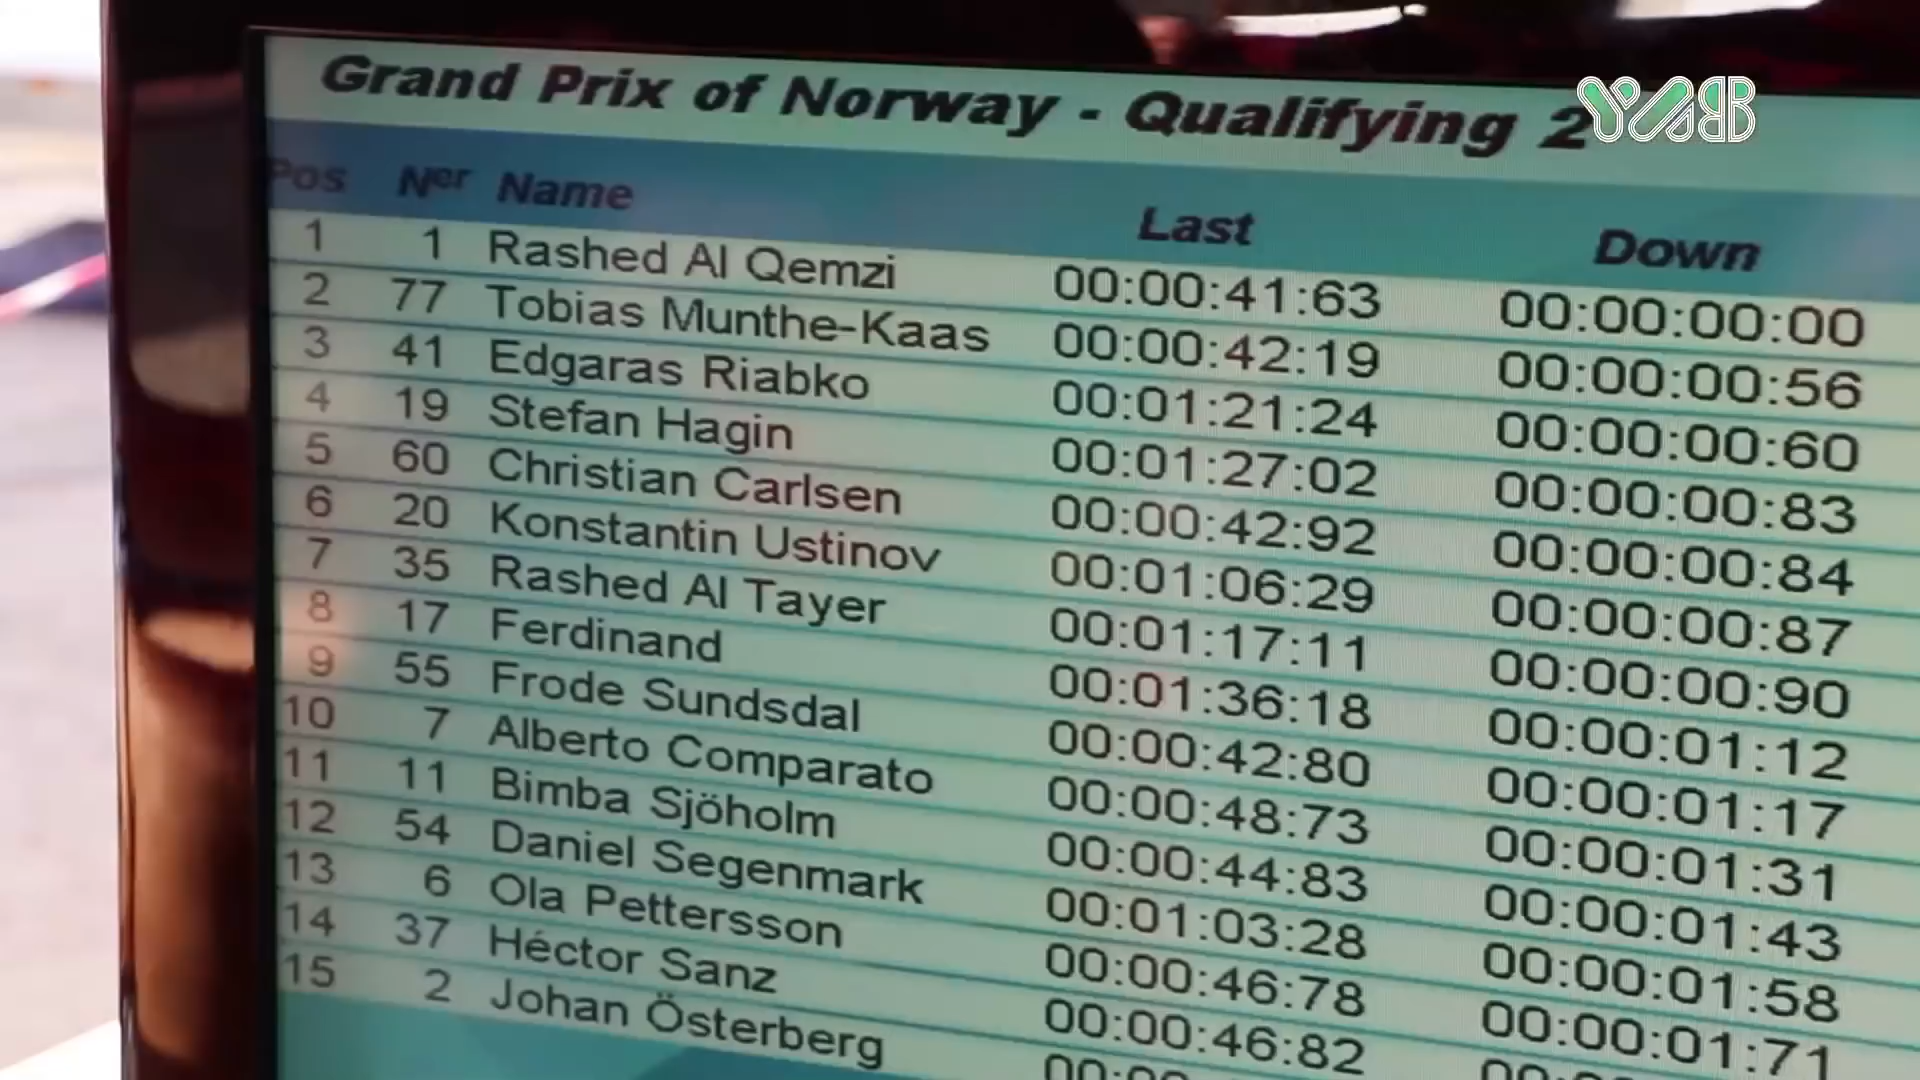 Grand Prix of Norway - Qualifying 2
Pos Ner Name Last Down
1 1 Rashed Al Qemzi 00:00:41:63 00:00:00:00
2 77 Tobias Munthe-Kaas 00:00:42:19 00:00:00:56
3 41 Edgaras Riabko 00:01:21:24 00:00:00:60
4 19 Stefan Hagin 00:01:27:02 00:00:00:83
5 60 Christian Carlsen 00:00:42:92 00:00:00:84
6 20 Konstantin Ustinov 00:01:06:29 00:00:00:87
7 35 Rashed Al Tayer 00:01:17:11 00:00:00:90
8 17 Ferdinand 00:01:36:18 00:00:01:12
9 55 Frode Sundsdal 00:00:42:80 00:00:01:17
10 7 Alberto Comparato 00:00:48:73 00:00:01:31
11 11 Bimba Sjöholm 00:00:44:83 00:00:01:43
12 54 Daniel Segenmark 00:01:03:28 00:00:01:58
13 6 Ola Pettersson 00:00:46:78 00:00:01:71
14 37 Héctor Sanz 00:00:46:82
15 2 Johan Österberg